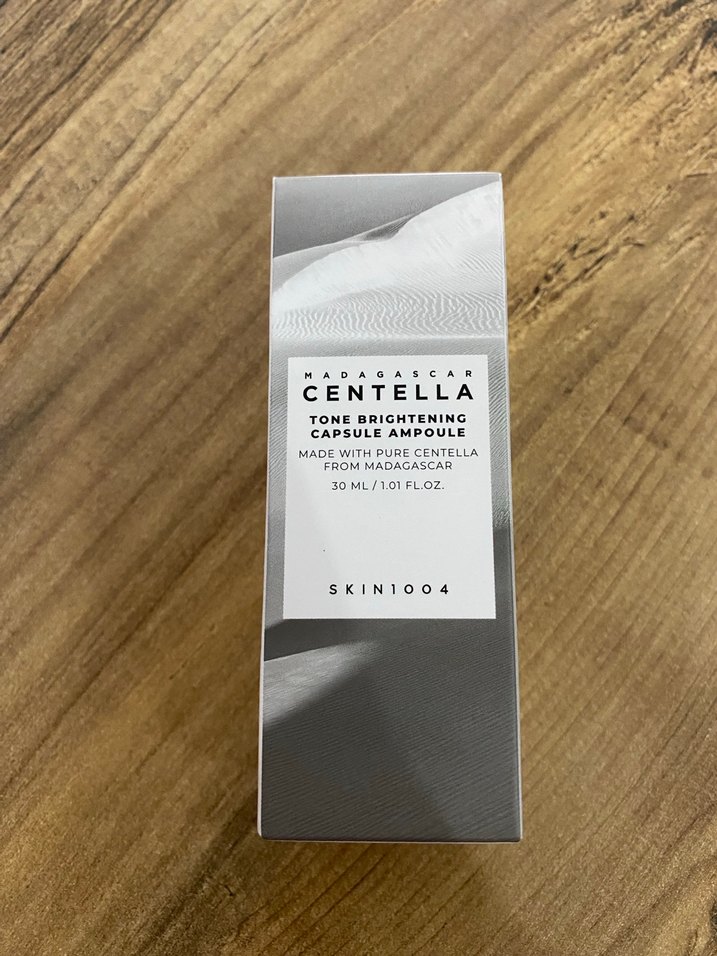 MADAGASCAR
CENTELLA
TONE BRIGHTENING
CAPSULE AMPOULE
MADE WITH PURE CENTELLA
FROM MADAGASCAR
30 ML / 1.01 FL.OZ.
SKIN1004